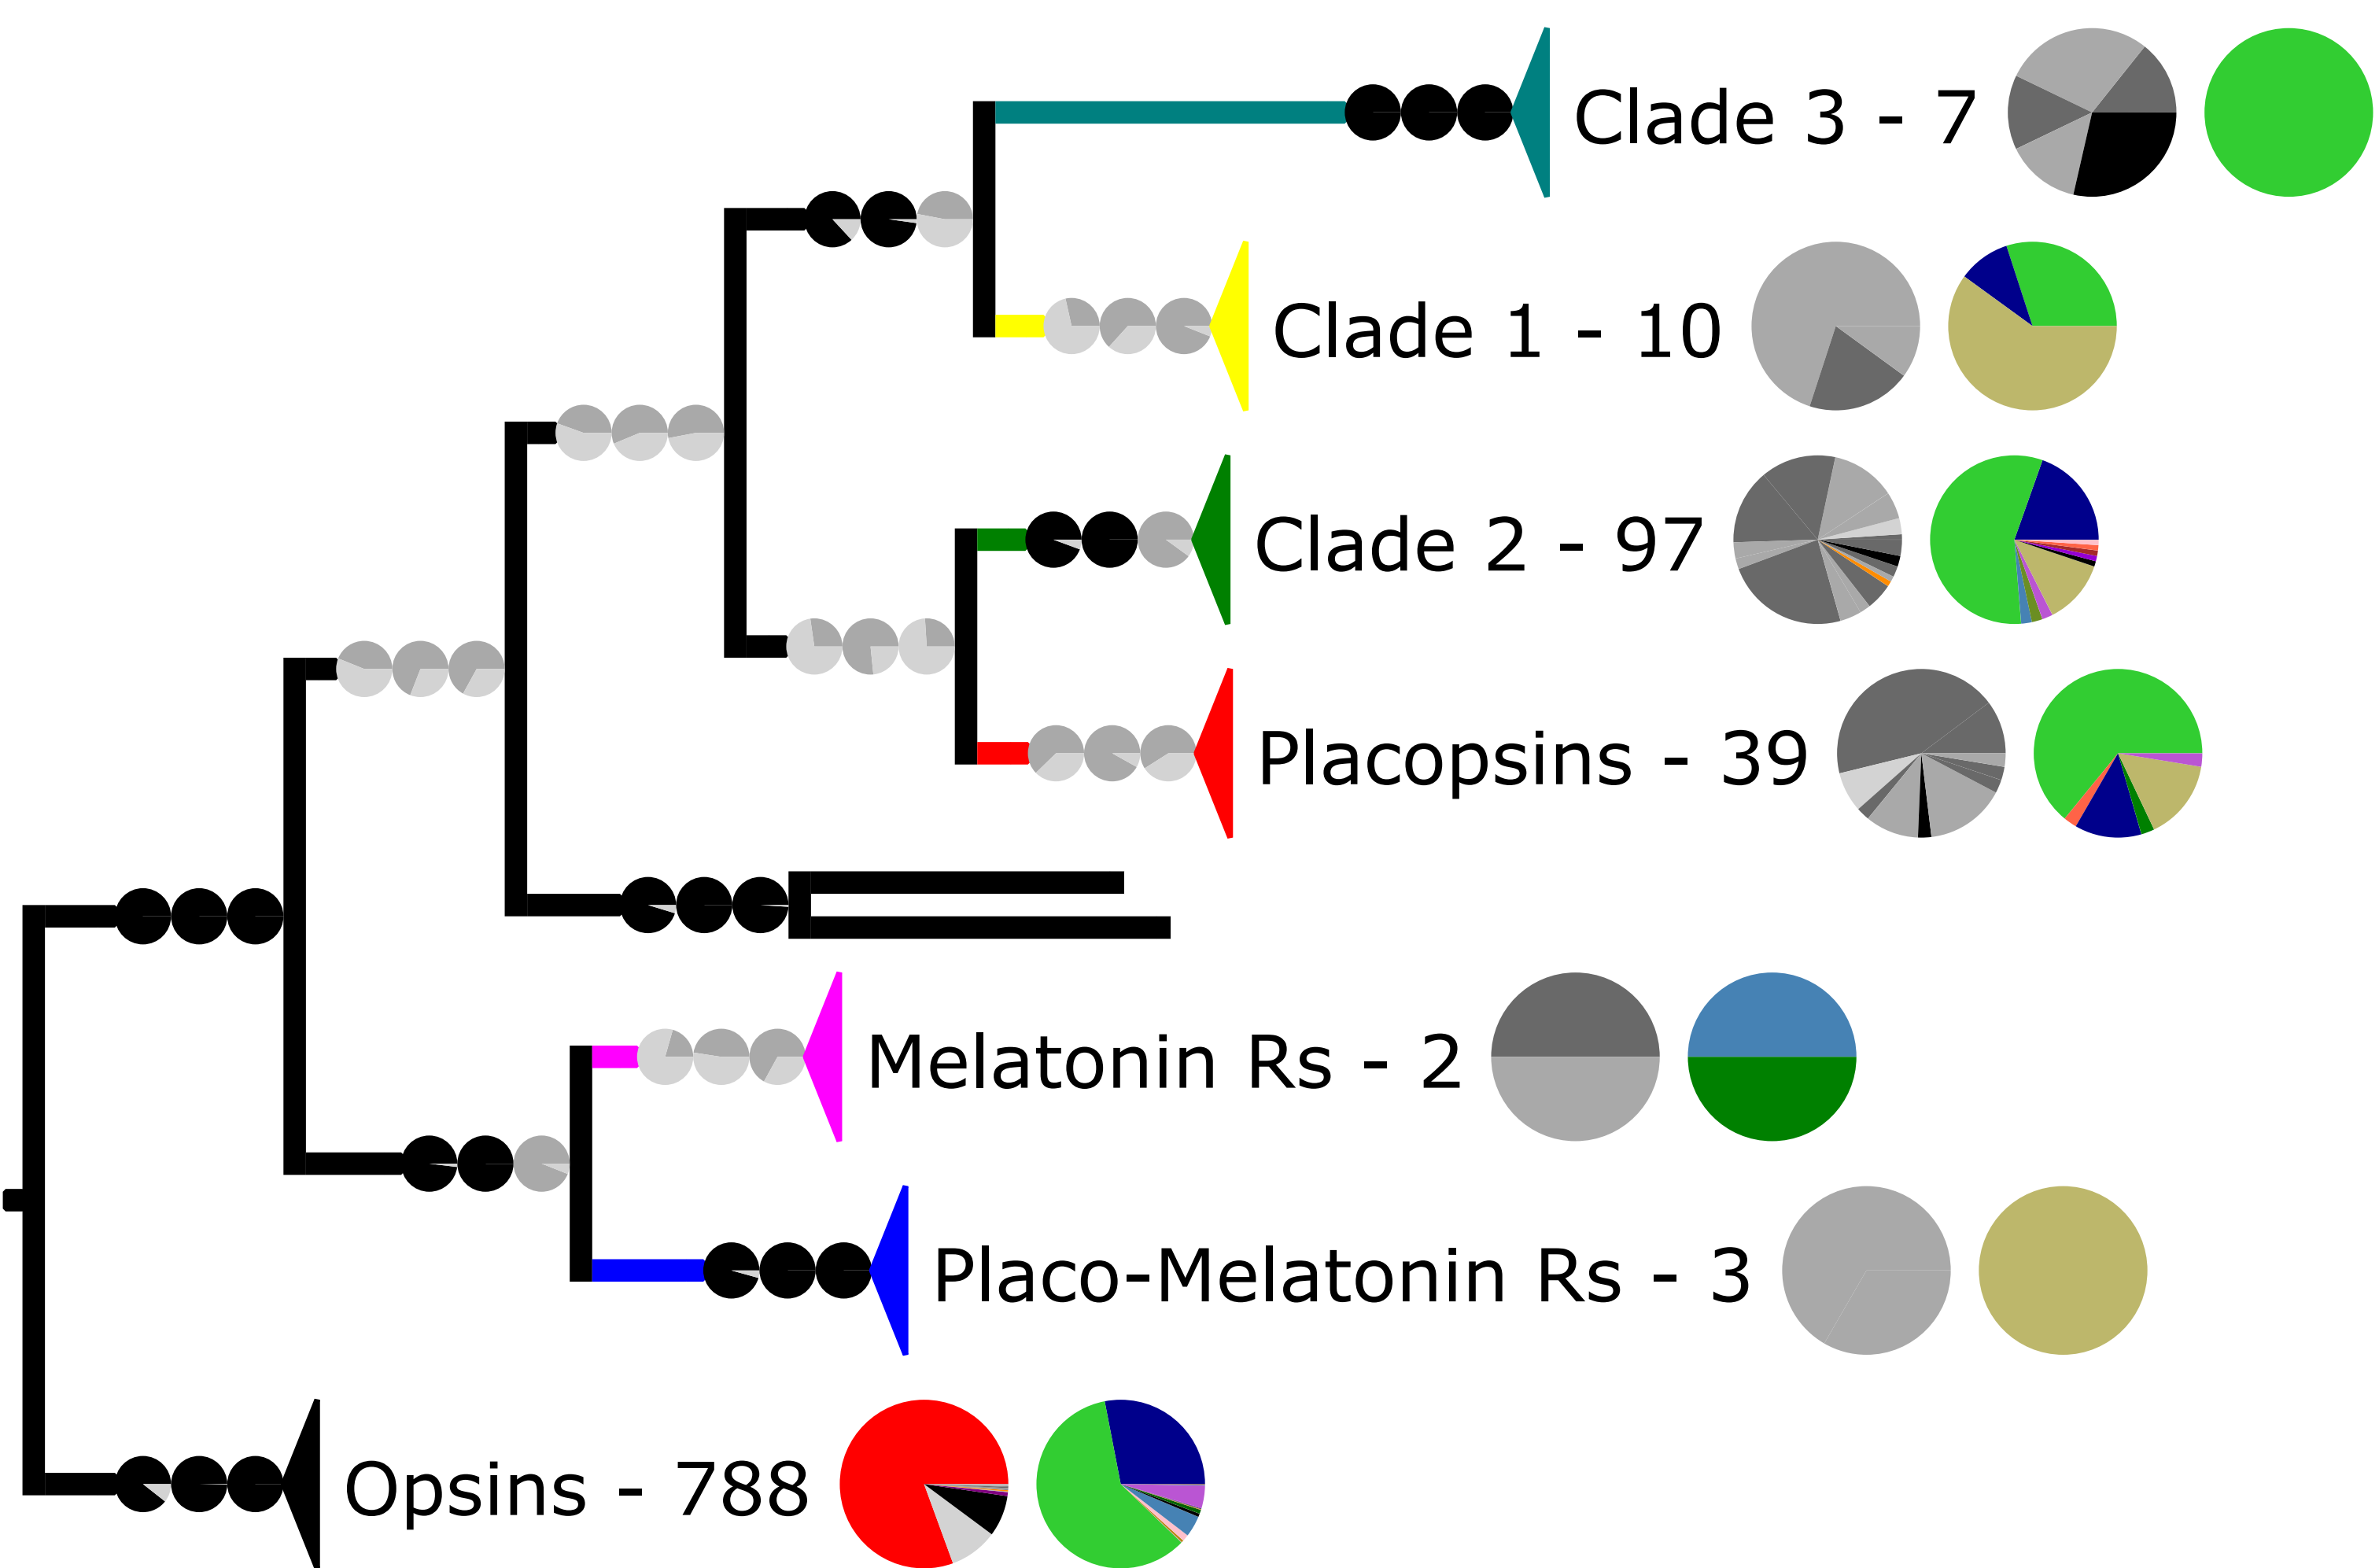 Clade 3 - 7
Clade 1 - 10
Clade 2 - 97
Placopsins - 39
Melatonin Rs - 2
Placo-Melatonin Rs - 3
Opsins - 788